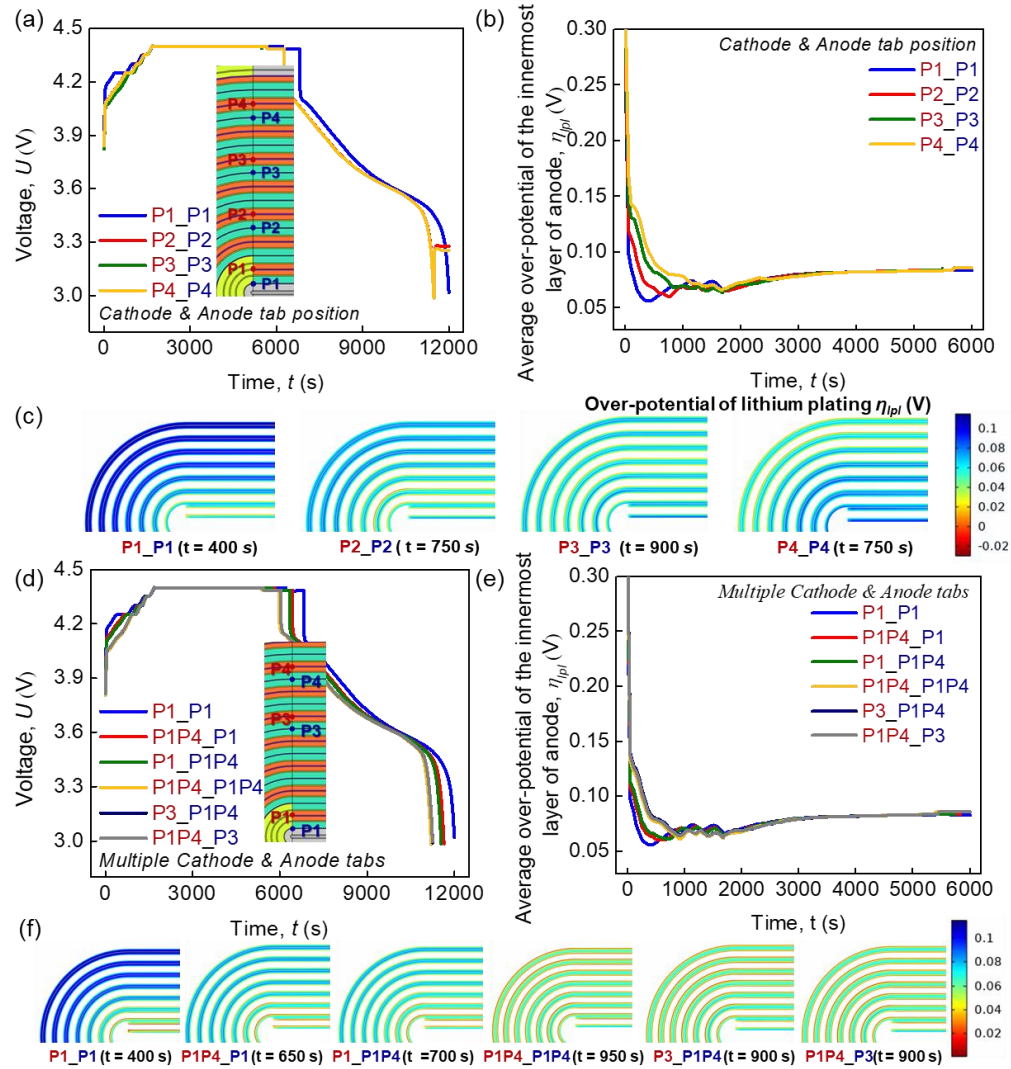 (a)
4.5
4.2
3.9
3.6
3.3
3.0
Voltage, U (V)
P4
P4
P3
P3
P2
P2
P1
P1
P1_P1
P2_P2
P3_P3
P4_P4
Cathode & Anode tab position
0 3000 6000 9000 12000
Time, t (s)
(b)
0.30
0.25
0.20
0.15
0.10
0.05
Average over-potential of the innermost
layer of anode, ηlpl (V)
Cathode & Anode tab position
P1_P1
P2_P2
P3_P3
P4_P4
0 1000 2000 3000 4000 5000 6000
Time, t (s)
(c)
Over-potential of lithium plating ηlpl (V)
0.1
0.08
0.06
0.04
0.02
0
-0.02
P1_P1 (t = 400 s)
P2_P2 ( t = 750 s)
P3_P3 (t = 900 s)
P4_P4 (t = 750 s)
(d)
4.5
4.2
3.9
3.6
3.3
3.0
Voltage, U (V)
P4
P4
P3
P3
P1
P1
P1_P1
P1P4_P1
P1_P1P4
P1P4_P1P4
P3_P1P4
P1P4_P3
Multiple Cathode & Anode tabs
0 3000 6000 9000 12000
Time, t (s)
(e)
0.30
0.25
0.20
0.15
0.10
0.05
Average over-potential of the innermost
layer of anode, ηlpl (V)
Multiple Cathode & Anode tabs
P1_P1
P1P4_P1
P1_P1P4
P1P4_P1P4
P3_P1P4
P1P4_P3
0 1000 2000 3000 4000 5000 6000
Time, t (s)
(f)
0.1
0.08
0.06
0.04
0.02
P1_P1 (t = 400 s)
P1P4_P1 (t = 650 s)
P1_P1P4 (t =700 s)
P1P4_P1P4 (t = 950 s)
P3_P1P4 (t = 900 s)
P1P4_P3(t = 900 s)